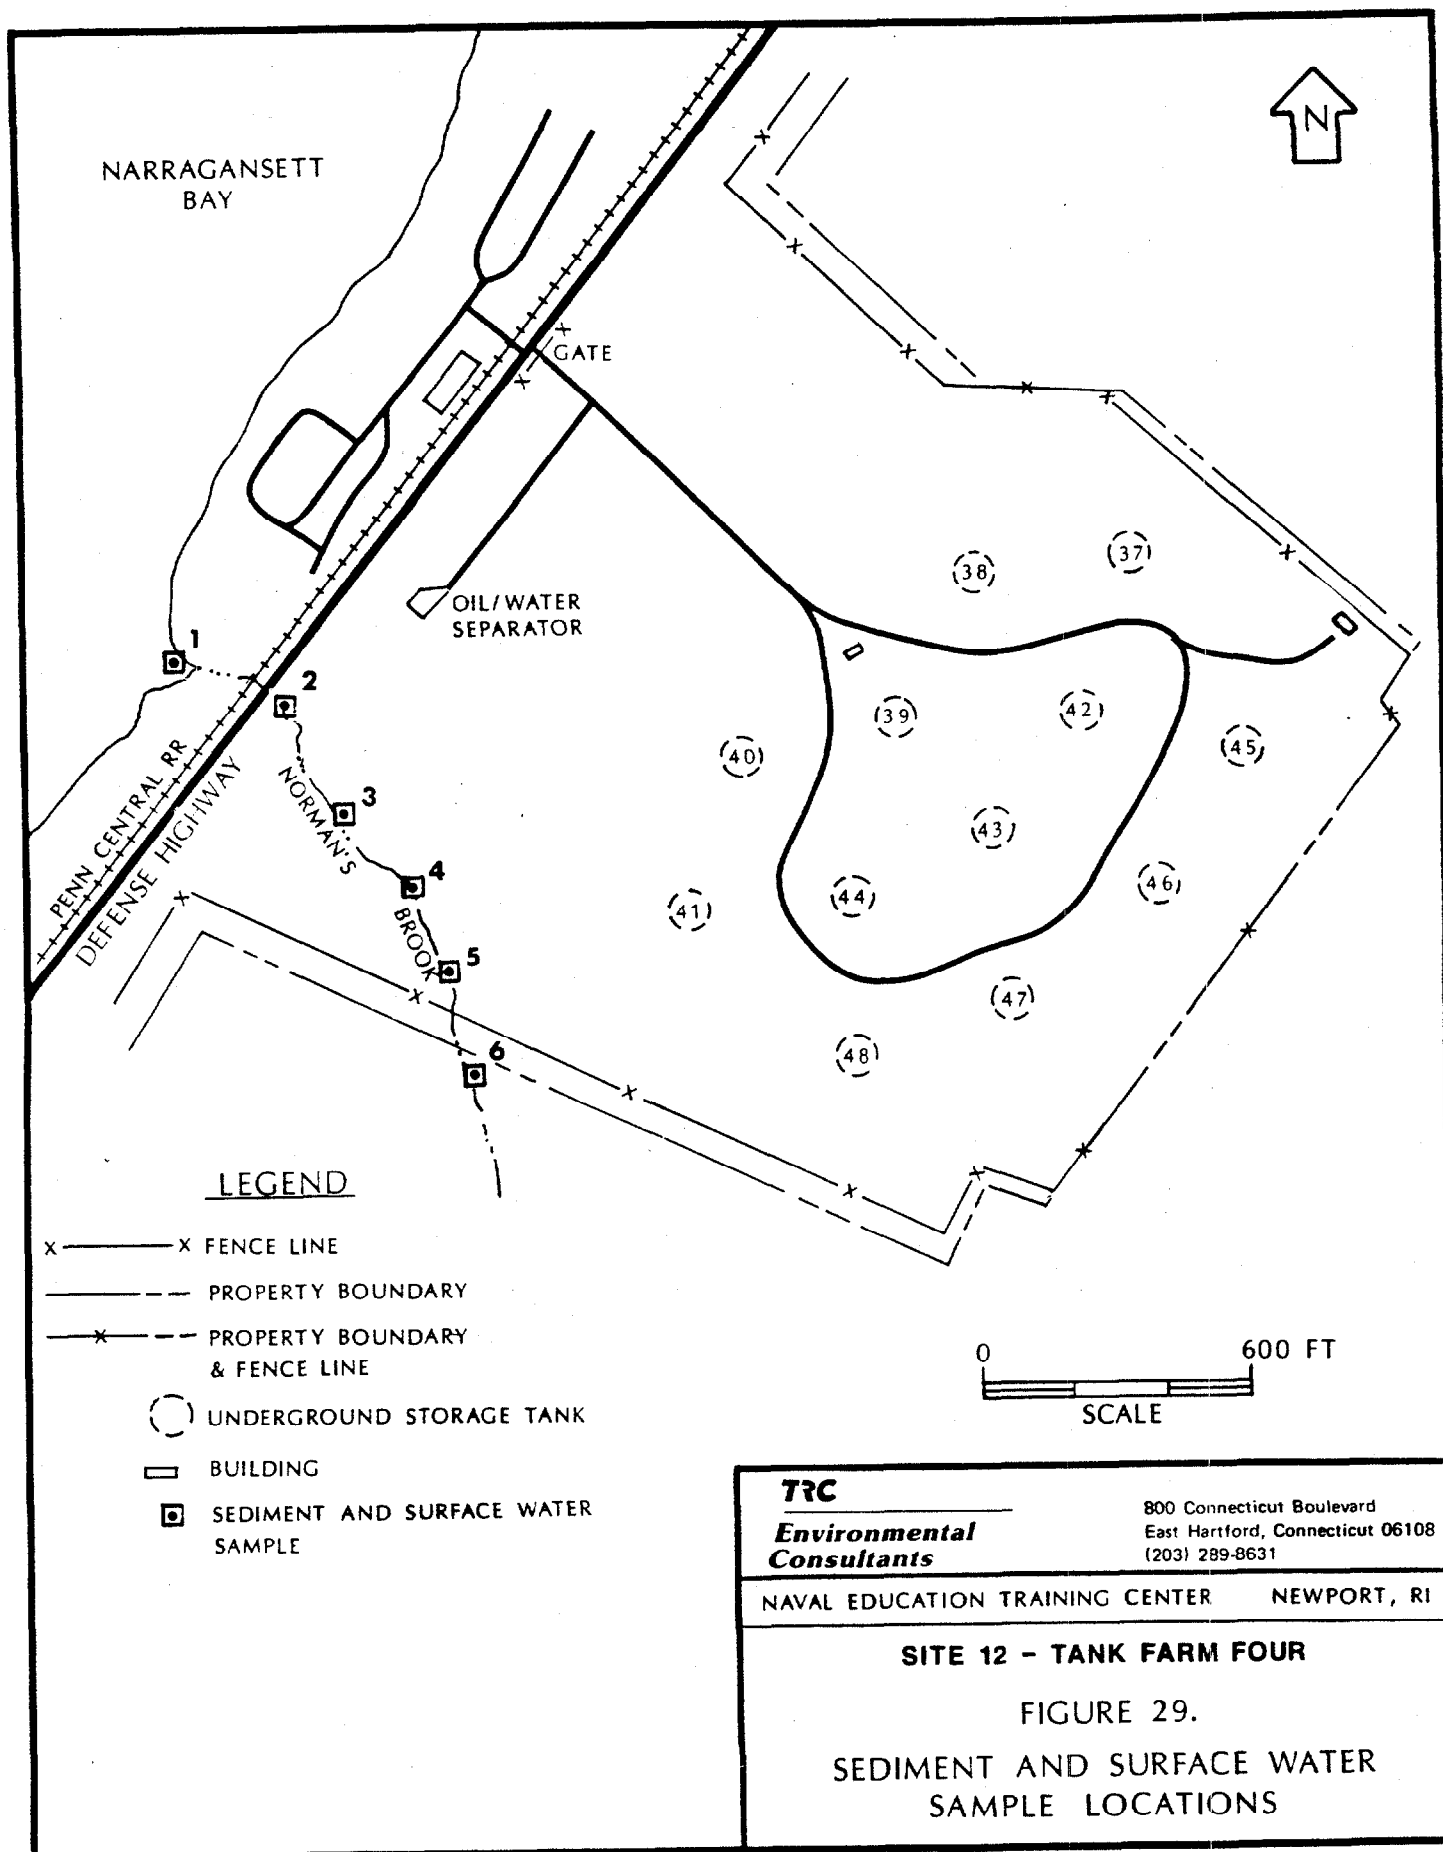 NARRAGANSETT
BAY
N
GATE
38
37
OIL/WATER
SEPARATOR
1
2
39
42
40
45
3
43
PENN CENTRAL RR
DEFENSE HIGHWAY
NORMAN'S
BROOK
4
44
46
41
5
47
48
6
LEGEND
X X FENCE LINE
PROPERTY BOUNDARY
X PROPERTY BOUNDARY
& FENCE LINE
UNDERGROUND STORAGE TANK
BUILDING
SEDIMENT AND SURFACE WATER
SAMPLE
0 600 FT
SCALE
TRC
Environmental
Consultants
800 Connecticut Boulevard
East Hartford, Connecticut 06108
(203) 289-8631
NAVAL EDUCATION TRAINING CENTER NEWPORT, RI
SITE 12 - TANK FARM FOUR
FIGURE 29.
SEDIMENT AND SURFACE WATER
SAMPLE LOCATIONS